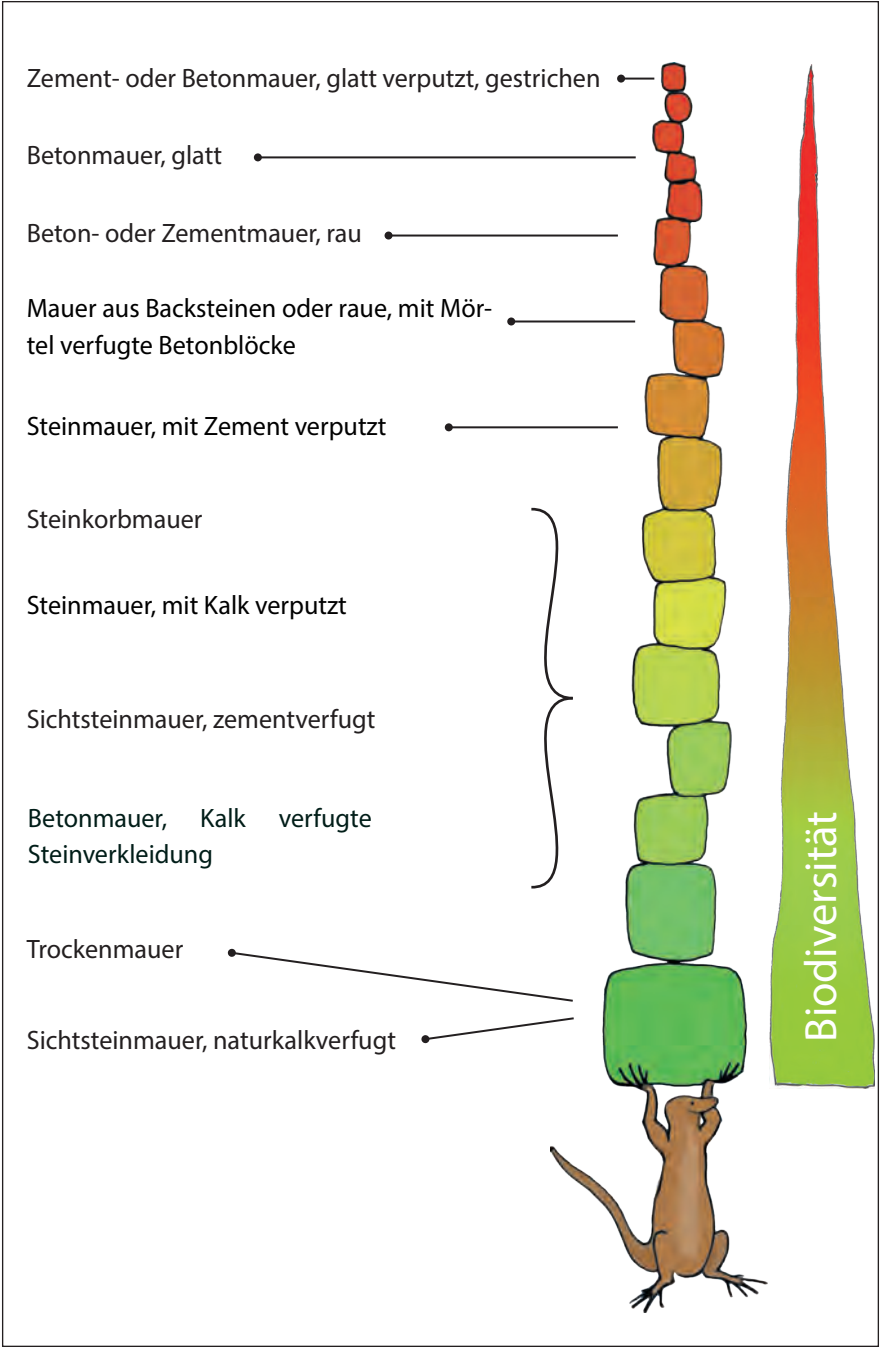 Zement- oder Betonmauer, glatt verputzt, gestrichen
Betonmauer, glatt
Beton- oder Zementmauer, rau
Mauer aus Backsteinen oder raue, mit Mör-
tel verfugte Betonblöcke
Steinmauer, mit Zement verputzt
Steinkorbmauer
Steinmauer, mit Kalk verputzt
Sichtsteinmauer, zementverfugt
Betonmauer, Kalk verfugte
Steinverkleidung
Trockenmauer
Sichtsteinmauer, naturkalkverfugt
Biodiversität